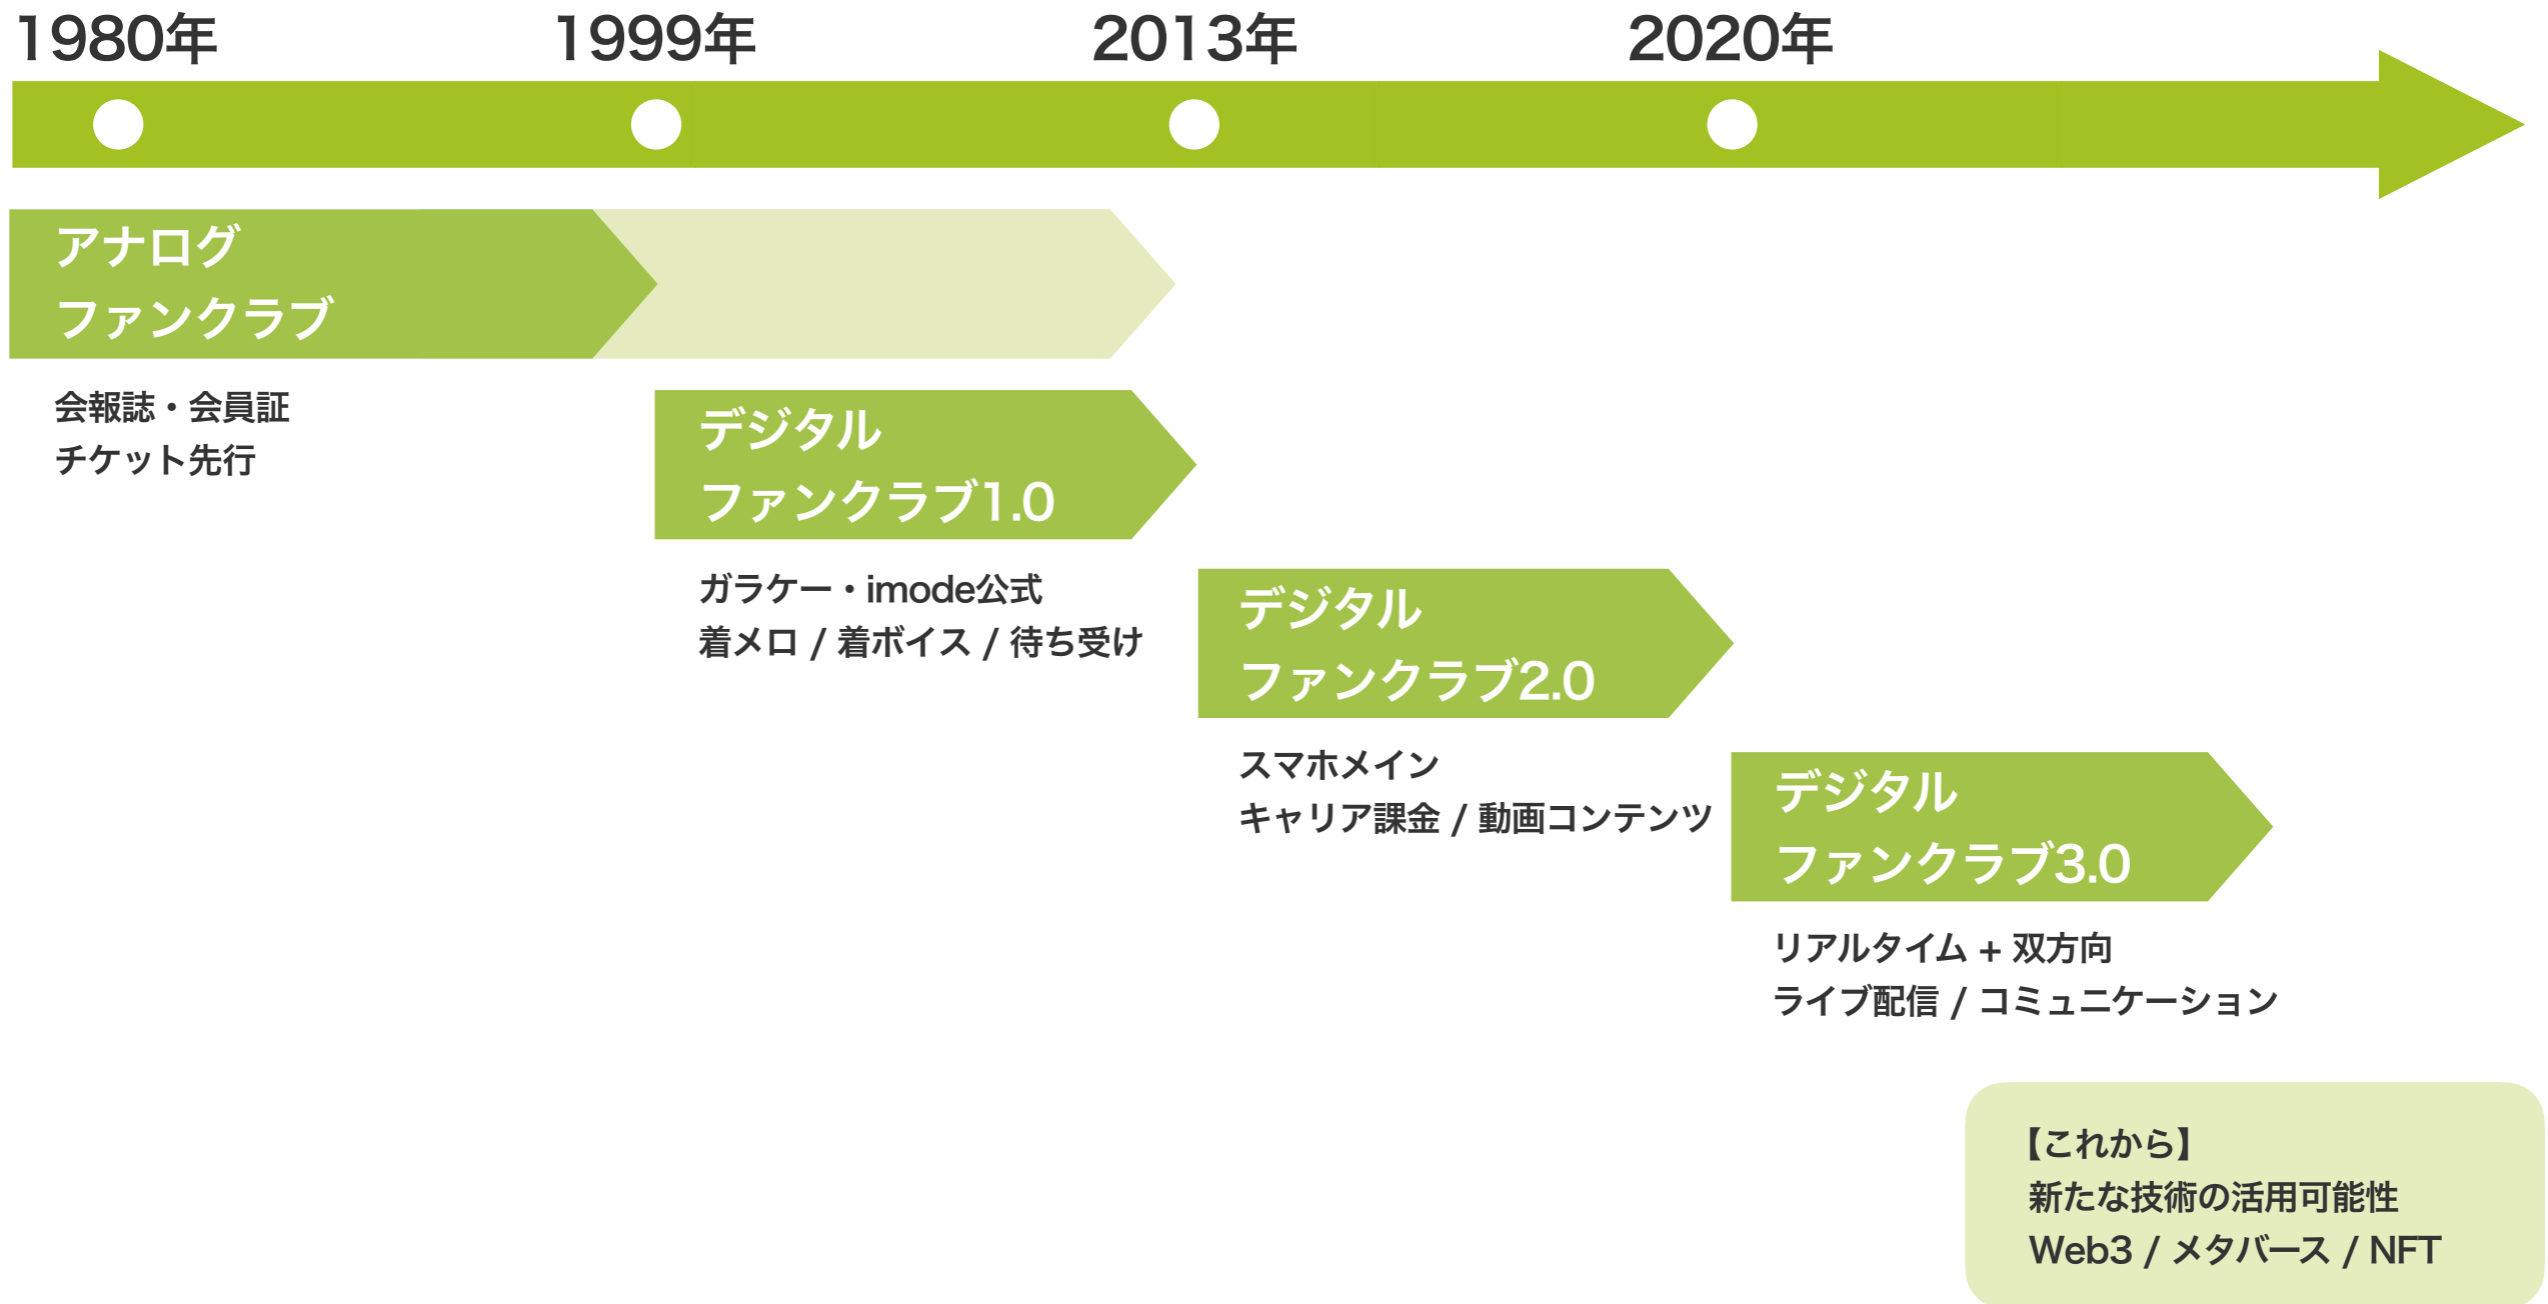 1980年
1999年
2013年
2020年
アナログ
ファンクラブ
会報誌・会員証
チケット先行
デジタル
ファンクラブ1.0
ガラケー・imode公式
着メロ / 着ボイス / 待ち受け
デジタル
ファンクラブ2.0
スマホメイン
キャリア課金 / 動画コンテンツ
デジタル
ファンクラブ3.0
リアルタイム + 双方向
ライブ配信 / コミュニケーション
【これから】
新たな技術の活用可能性
Web3 / メタバース / NFT